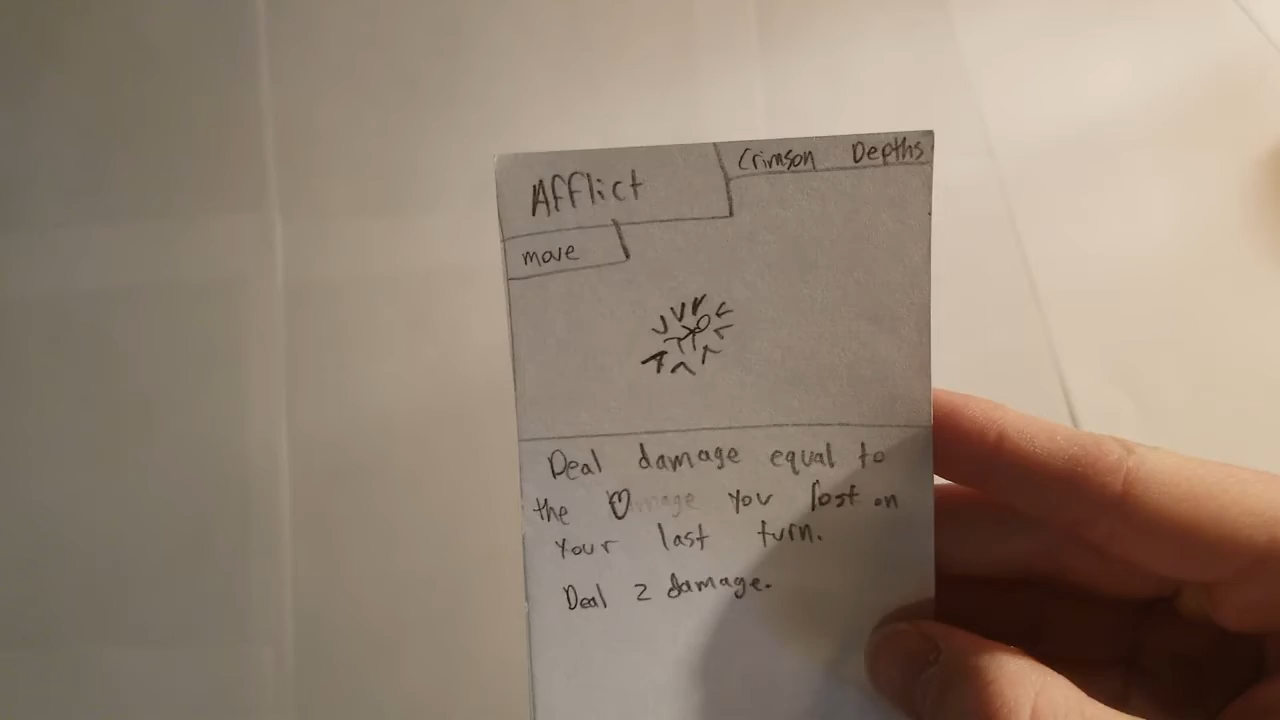 Afflict
Crimson Depths
move
Deal damage equal to
the ♡ you lost on
your last turn.
Deal 2 damage.